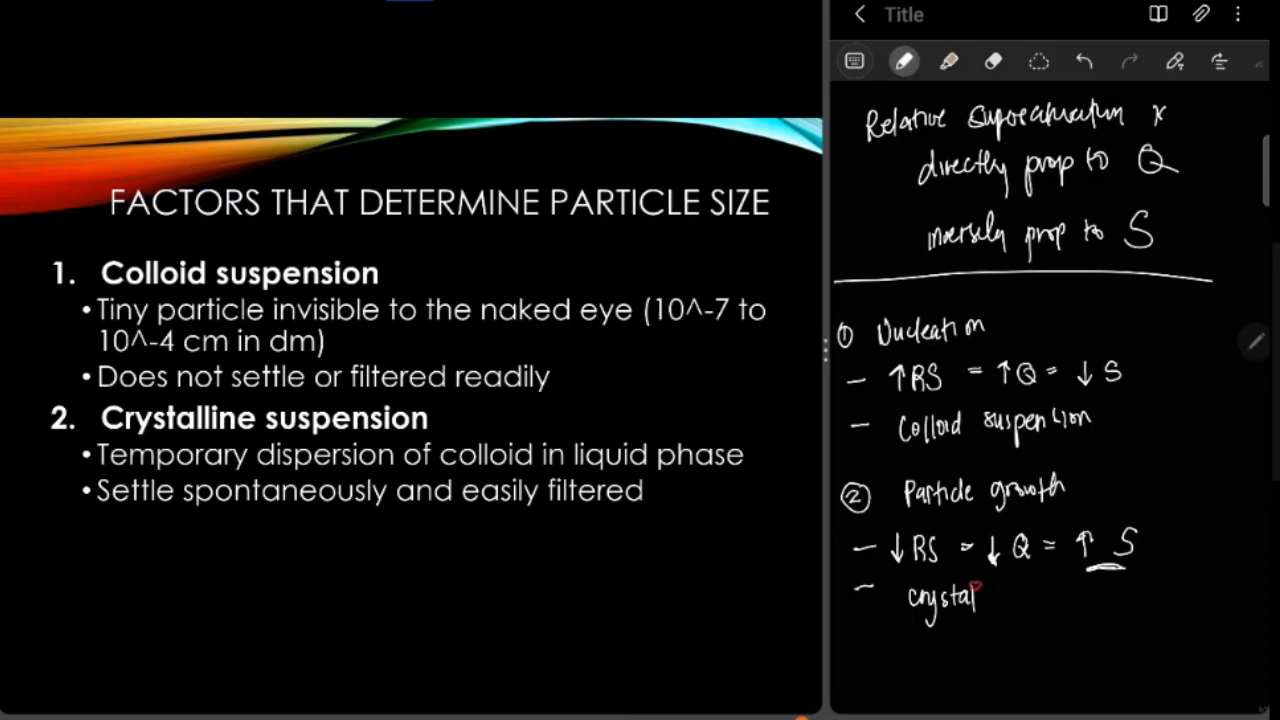 Title
FACTORS THAT DETERMINE PARTICLE SIZE
1. Colloid suspension
• Tiny particle invisible to the naked eye (10^-7 to
10^-4 cm in dm)
• Does not settle or filtered readily
2. Crystalline suspension
• Temporary dispersion of colloid in liquid phase
• Settle spontaneously and easily filtered
Relative
directly prop to Q
inversely prop to S
① Nucleation
- ↑RS = ↑Q = ↓ S
- Colloid suspension
② Particle growth
- ↓ RS = ↓ Q = ↑ S
- crystal